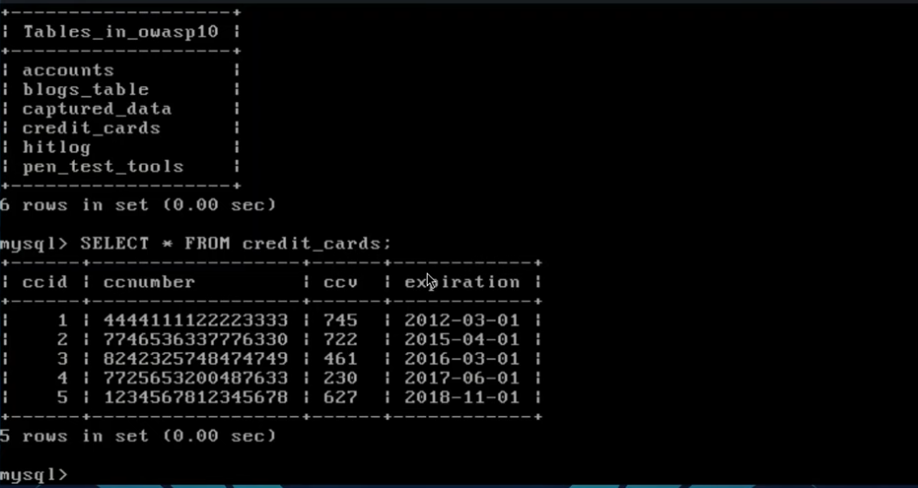 +--------------------+
| Tables_in_owasp10 |
+--------------------+
| accounts |
| blogs_table |
| captured_data |
| credit_cards |
| hitlog |
| pen_test_tools |
+--------------------+
6 rows in set (0.00 sec)
mysql> SELECT * FROM credit_cards;
+------+------------------+-----+------------+
| ccid | ccnumber | ccv | expiration |
+------+------------------+-----+------------+
| 1 | 4444111122223333 | 745 | 2012-03-01 |
| 2 | 7746536337776330 | 722 | 2015-04-01 |
| 3 | 8242325748474749 | 461 | 2016-03-01 |
| 4 | 7725653200487633 | 230 | 2017-06-01 |
| 5 | 1234567812345678 | 627 | 2018-11-01 |
+------+------------------+-----+------------+
5 rows in set (0.00 sec)
mysql>